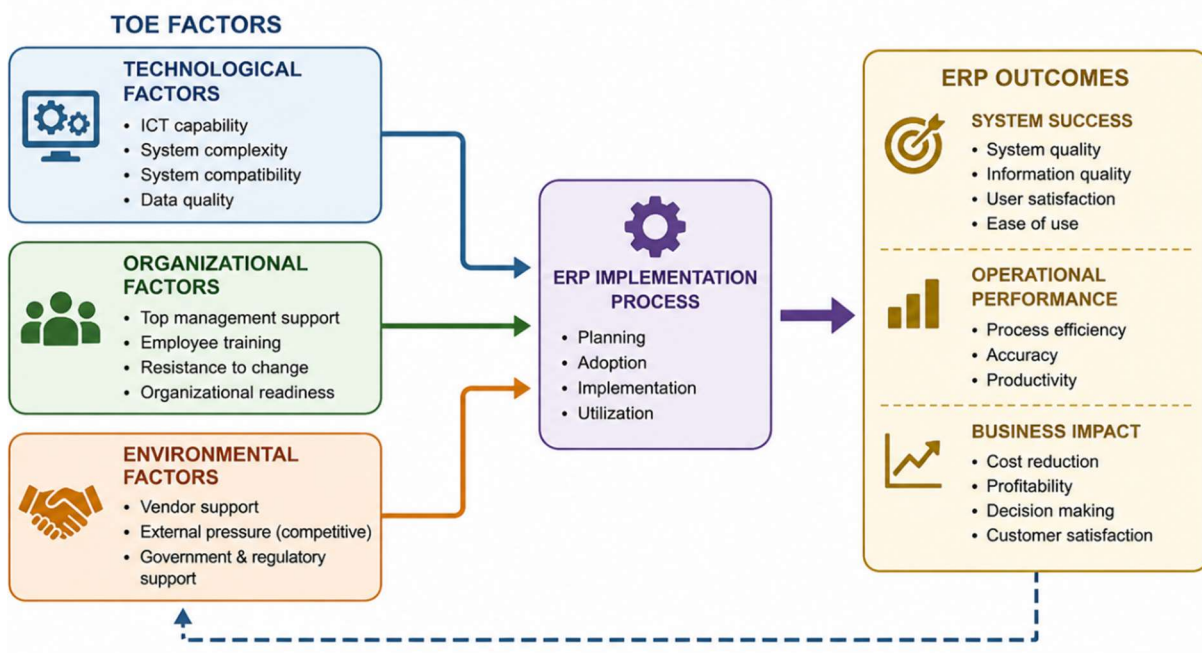 TOE FACTORS
TECHNOLOGICAL
FACTORS
• ICT capability
• System complexity
• System compatibility
• Data quality
ORGANIZATIONAL
FACTORS
• Top management support
• Employee training
• Resistance to change
• Organizational readiness
ENVIRONMENTAL
FACTORS
• Vendor support
• External pressure (competitive)
• Government & regulatory
support
ERP IMPLEMENTATION
PROCESS
• Planning
• Adoption
• Implementation
• Utilization
ERP OUTCOMES
SYSTEM SUCCESS
• System quality
• Information quality
• User satisfaction
• Ease of use
OPERATIONAL
PERFORMANCE
• Process efficiency
• Accuracy
• Productivity
BUSINESS IMPACT
• Cost reduction
• Profitability
• Decision making
• Customer satisfaction